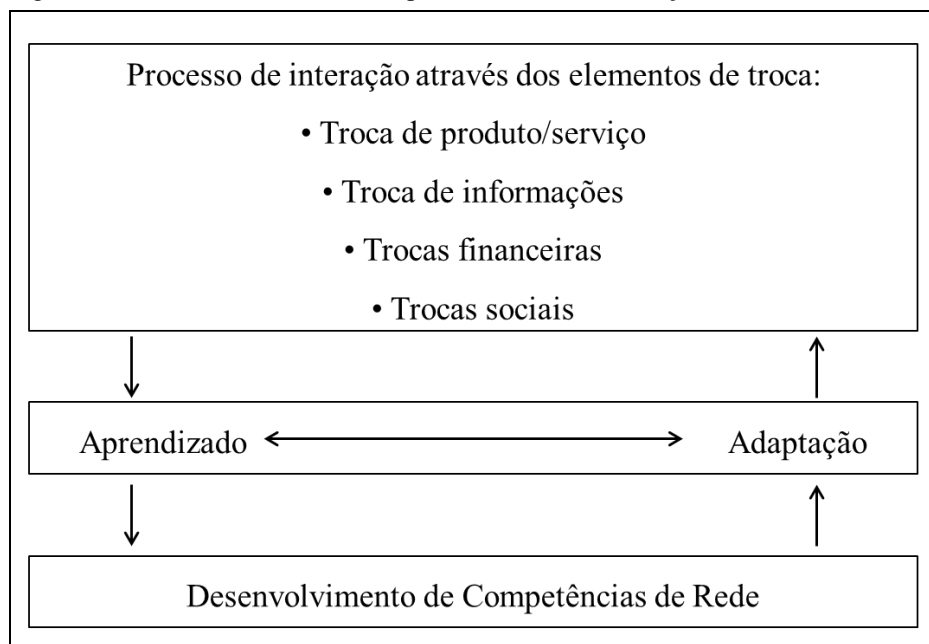 Processo de interação através dos elementos de troca:
• Troca de produto/serviço
• Troca de informações
• Trocas financeiras
• Trocas sociais
Aprendizado Adaptação
Desenvolvimento de Competências de Rede